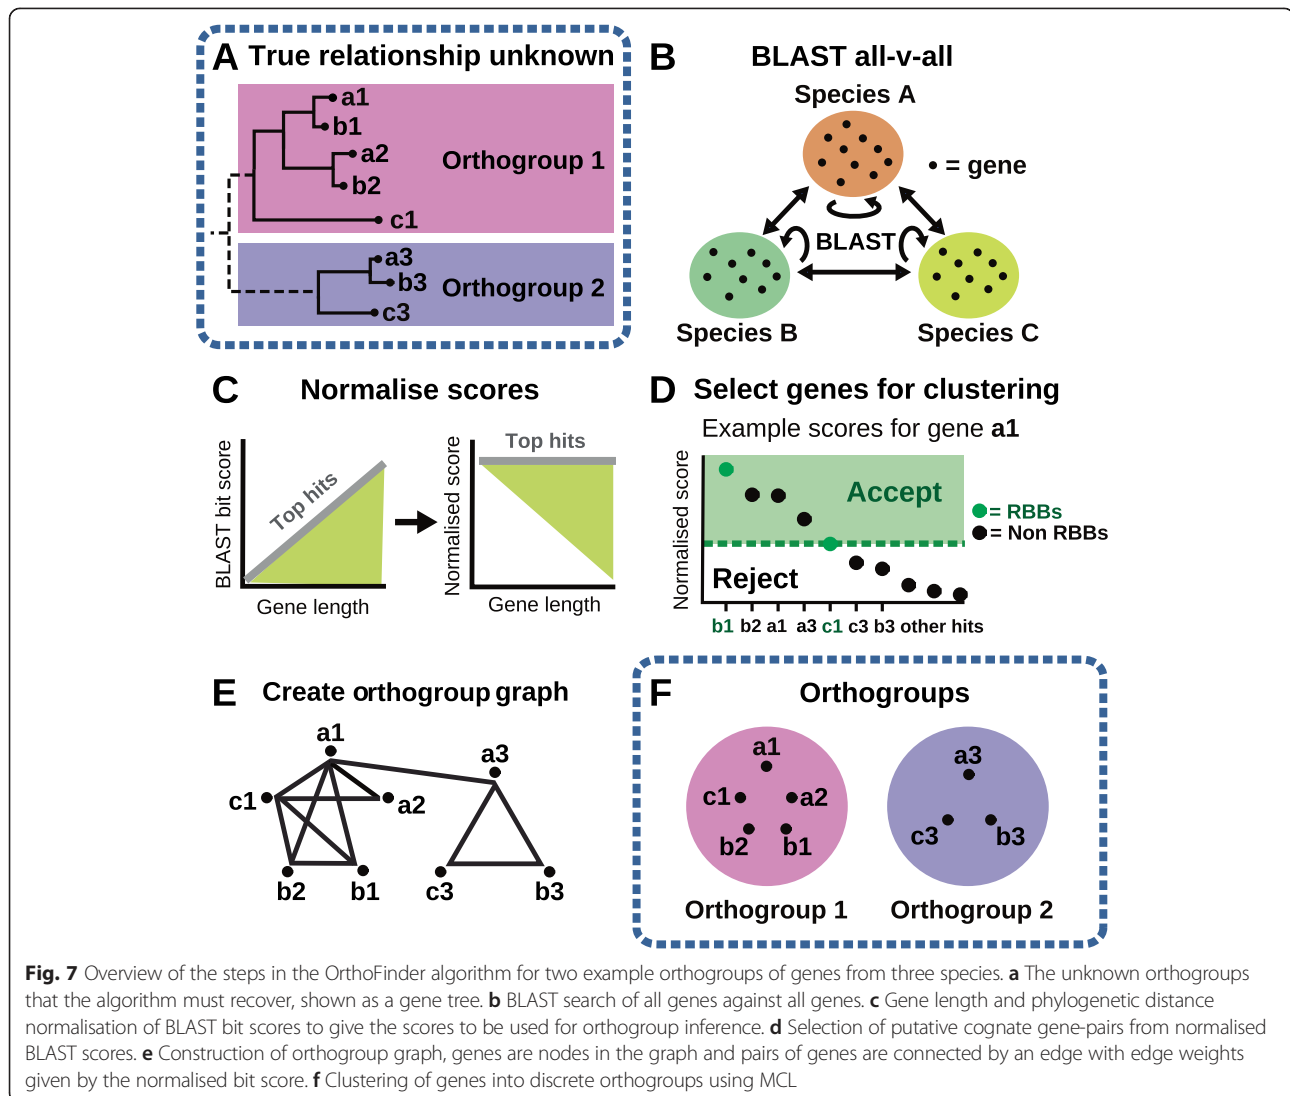 A True relationship unknown
a1
b1
a2
b2
c1
Orthogroup 1
a3
b3
c3
Orthogroup 2
B BLAST all-v-all
Species A
= gene
BLAST
Species B
Species C
C Normalise scores
BLAST bit score
Top hits
Gene length
Normalised score
Top hits
Gene length
D Select genes for clustering
Example scores for gene a1
Normalised score
Accept
Reject
= RBBs
= Non RBBs
b1 b2 a1 a3 c1 c3 b3 other hits
E Create orthogroup graph
a1
a3
c1
a2
b2
b1
c3
b3
F Orthogroups
a1
c1
a2
b2
b1
Orthogroup 1
a3
c3
b3
Orthogroup 2
Fig. 7 Overview of the steps in the OrthoFinder algorithm for two example orthogroups of genes from three species. a The unknown orthogroups
that the algorithm must recover, shown as a gene tree. b BLAST search of all genes against all genes. c Gene length and phylogenetic distance
normalisation of BLAST bit scores to give the scores to be used for orthogroup inference. d Selection of putative cognate gene-pairs from normalised
BLAST scores. e Construction of orthogroup graph, genes are nodes in the graph and pairs of genes are connected by an edge with edge weights
given by the normalised bit score. f Clustering of genes into discrete orthogroups using MCL